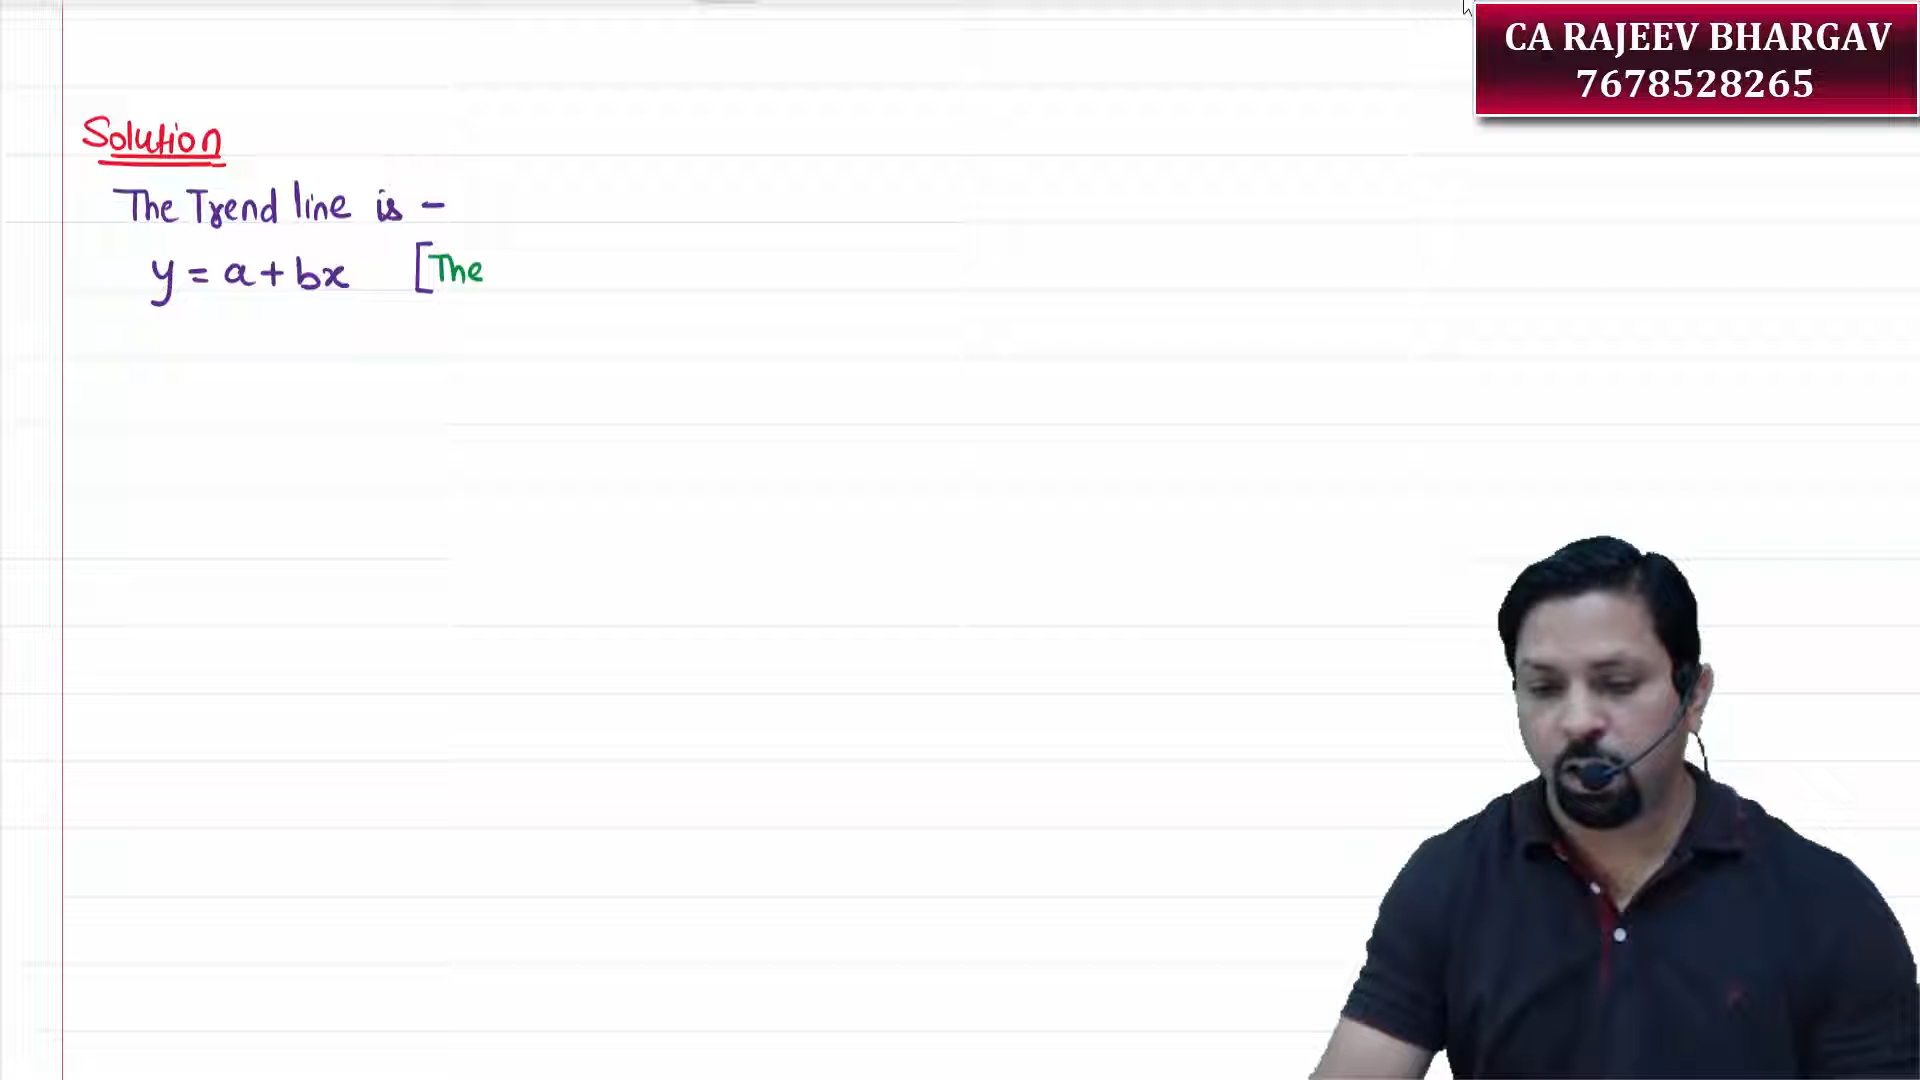 CA RAJEEV BHARGAV
7678528265
Solution
The Trend line is -
y = a + bx [The